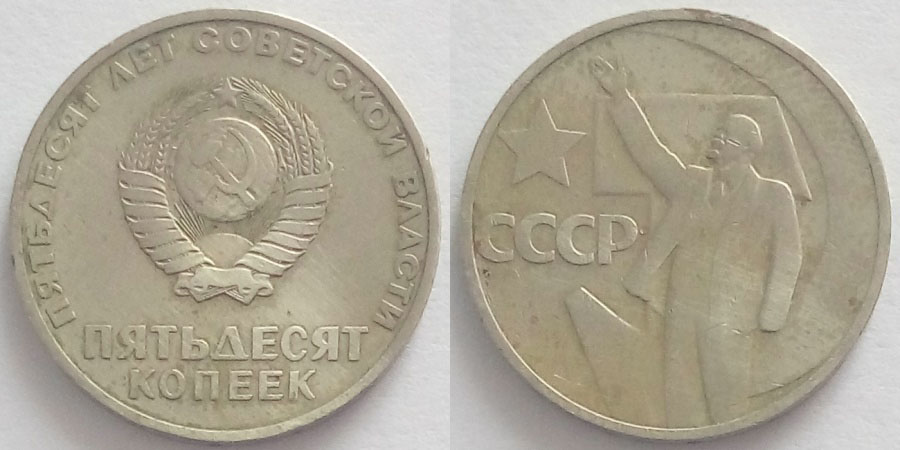 ПЯТЬДЕСЯТ ЛЕТ СОВЕТСКОЙ ВЛАСТИ
ПЯТЬДЕСЯТ
КОПЕЕК
СССР